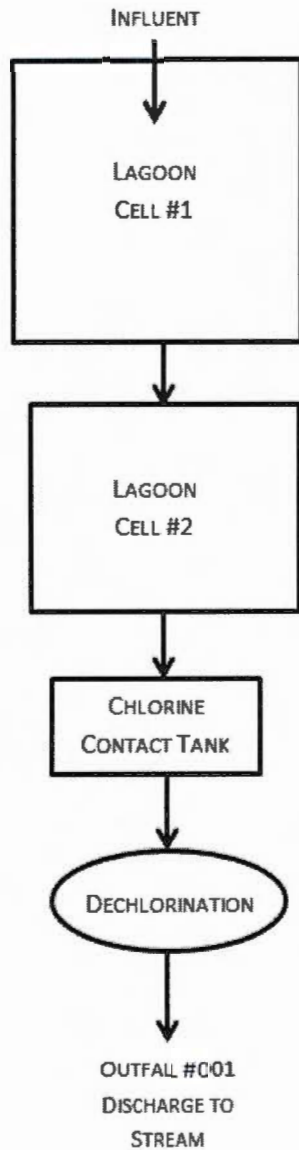 INFLUENT
LAGOON
CELL #1
LAGOON
CELL #2
CHLORINE
CONTACT TANK
DECHLORINATION
OUTFALL #001
DISCHARGE TO
STREAM